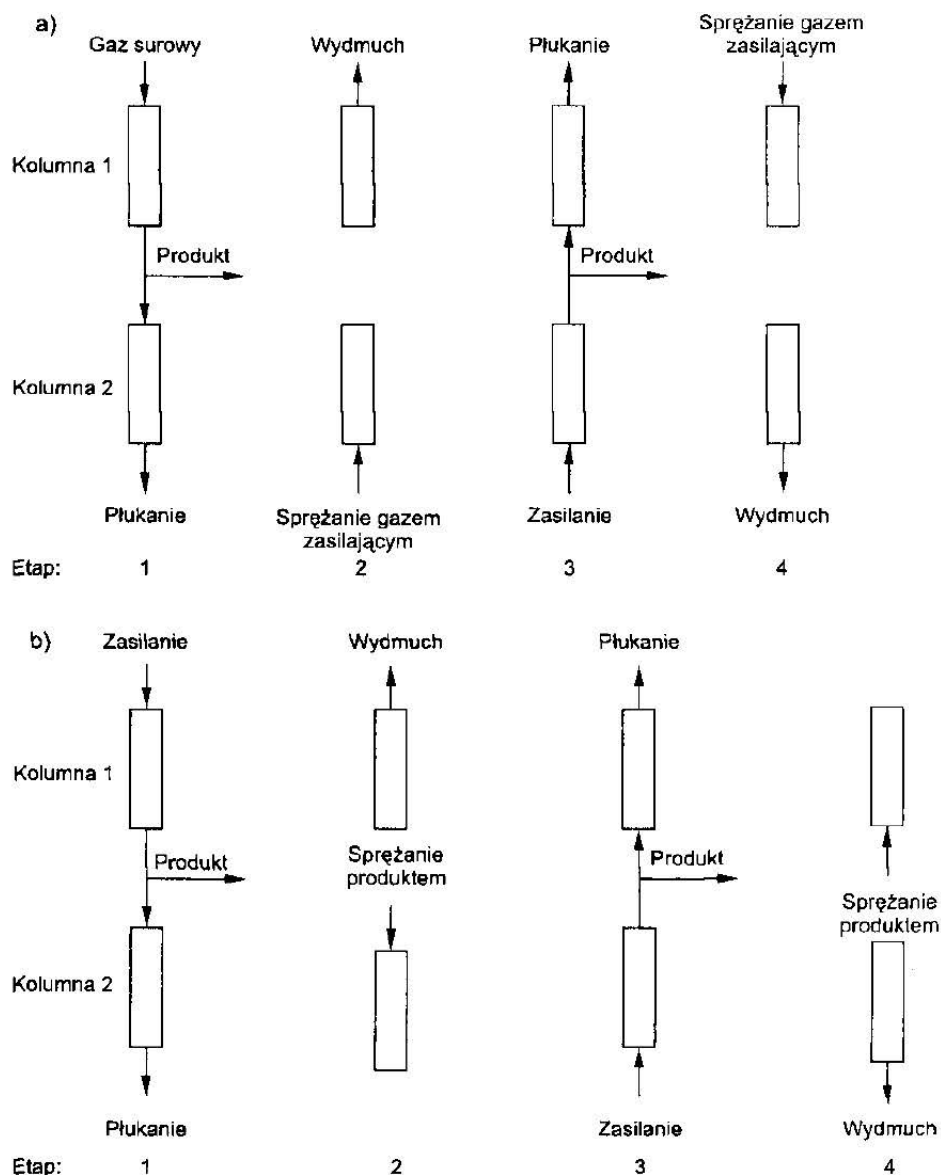 a)
Gaz surowy
Wydmuch
Płukanie
Sprężanie gazem
zasilającym
Kolumna 1
Produkt
Produkt
Kolumna 2
Płukanie
Sprężanie gazem
zasilającym
Zasilanie
Wydmuch
Etap: 1 2 3 4
b)
Zasilanie
Wydmuch
Płukanie
Kolumna 1
Produkt
Sprężanie
produktem
Produkt
Sprężanie
produktem
Kolumna 2
Płukanie
Zasilanie
Wydmuch
Etap: 1 2 3 4